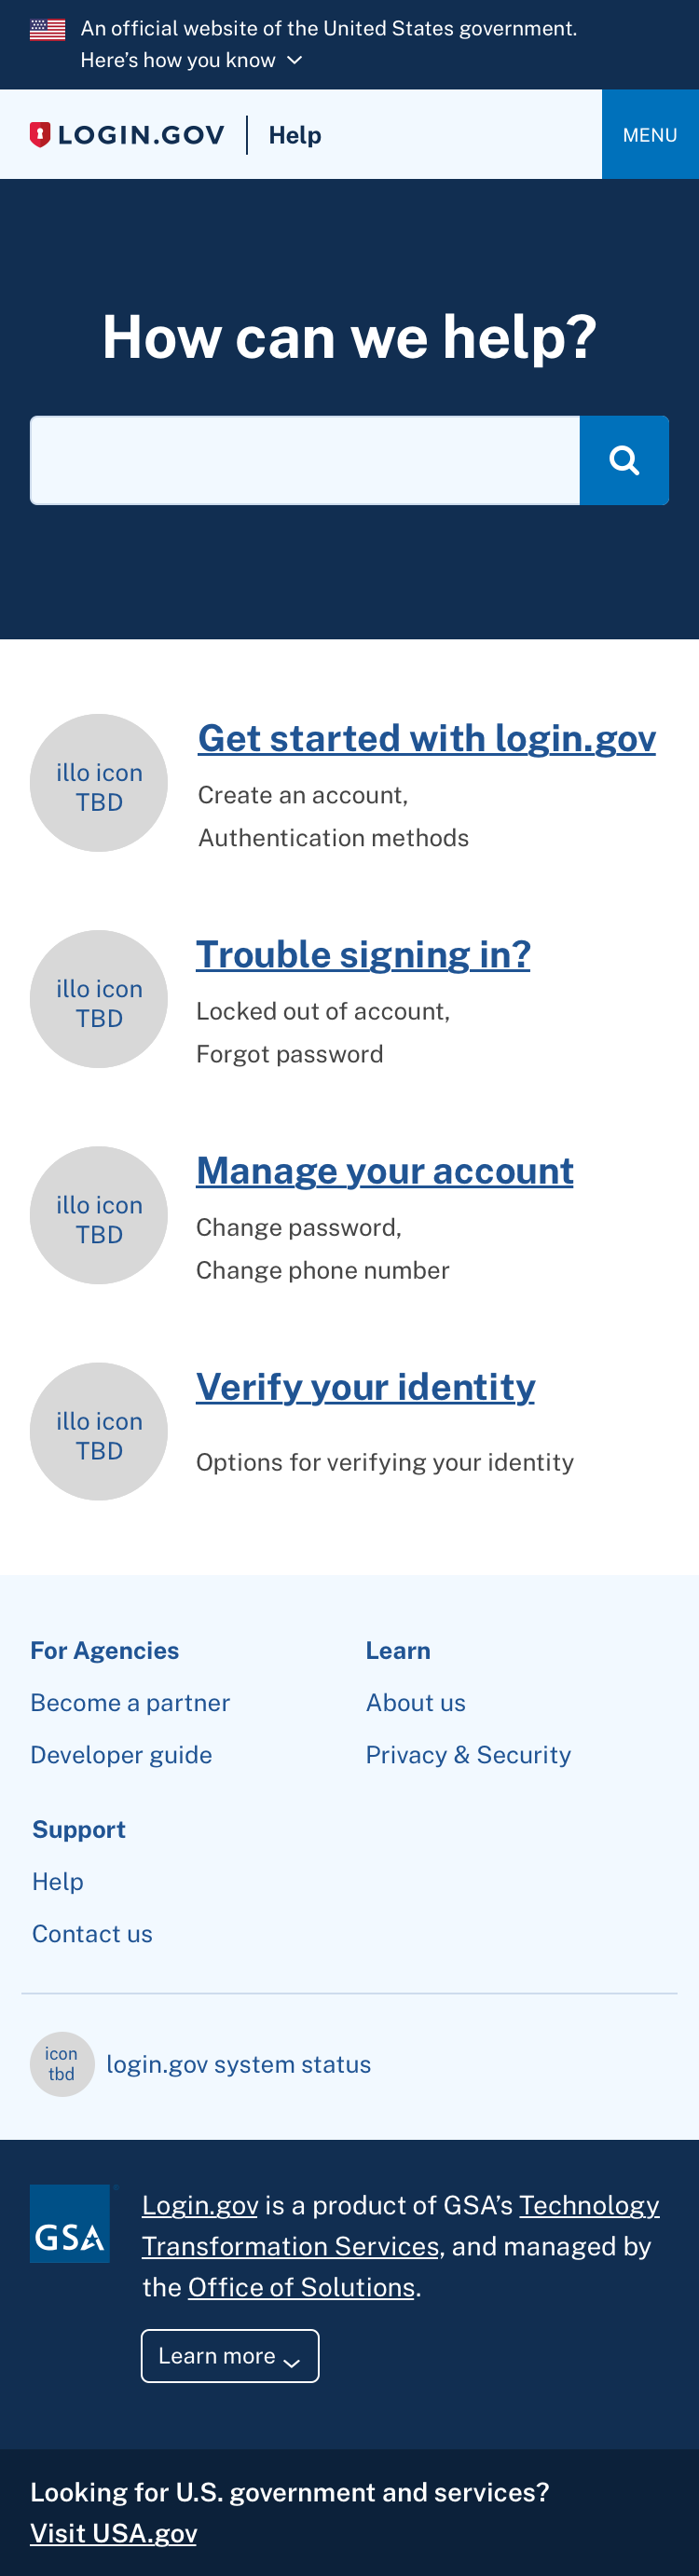 An official website of the United States government.
Here’s how you know
LOGIN.GOV
Help
MENU
How can we help?
illo icon
TBD
Get started with login.gov
Create an account,
Authentication methods
illo icon
TBD
Trouble signing in?
Locked out of account,
Forgot password
illo icon
TBD
Manage your account
Change password,
Change phone number
illo icon
TBD
Verify your identity
Options for verifying your identity
For Agencies
Become a partner
Developer guide
Learn
About us
Privacy & Security
Support
Help
Contact us
icon
tbd
login.gov system status
GSA
Login.gov is a product of GSA’s Technology
Transformation Services, and managed by
the Office of Solutions.
Learn more
Looking for U.S. government and services?
Visit USA.gov